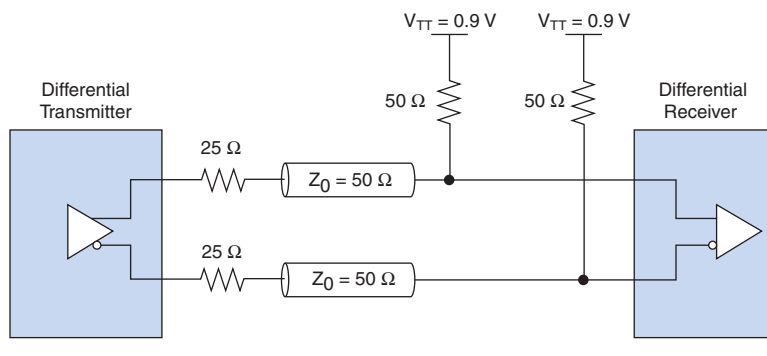 V_TT = 0.9 V V_TT = 0.9 V
Differential
Transmitter
Differential
Receiver
50 Ω
50 Ω
25 Ω
Z_0 = 50 Ω
25 Ω
Z_0 = 50 Ω